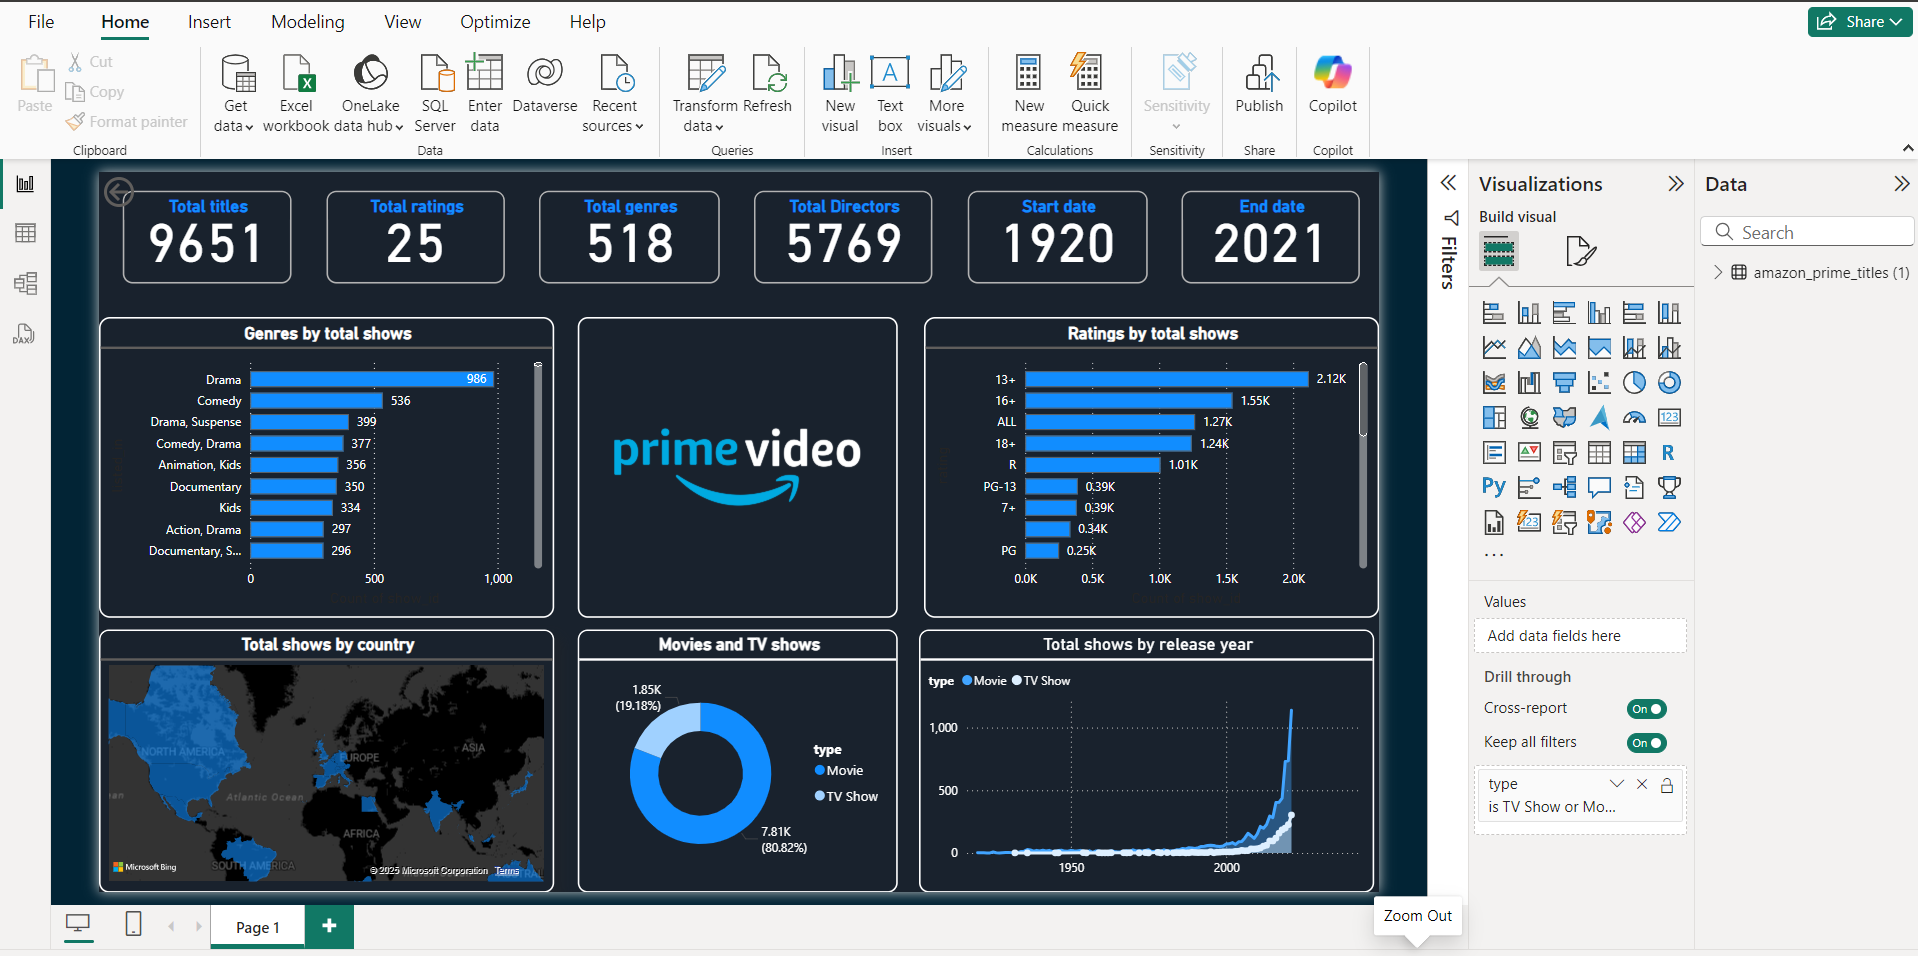 File Home Insert Modeling View Optimize Help
Share
Paste
Cut
Copy
Format painter
Clipboard
Get data
Excel workbook
OneLake data hub
SQL Server
Enter data
Dataverse
Recent sources
Data
Transform data
Refresh
Queries
New visual
Text box
More visuals
Insert
New measure
Quick measure
Calculations
Sensitivity
Sensitivity
Publish
Share
Copilot
Copilot
Total titles
9651
Total ratings
25
Total genres
518
Total Directors
5769
Start date
1920
End date
2021
Genres by total shows
Drama 986
Comedy 536
Drama, Suspense 399
Comedy, Drama 377
Animation, Kids 356
Documentary 350
Kids 334
Action, Drama 297
Documentary, S... 296
0 500 1,000
prime video
Ratings by total shows
13+ 2.12K
16+ 1.55K
ALL 1.27K
18+ 1.24K
R 1.01K
PG-13 0.39K
7+ 0.39K
0.34K
PG 0.25K
0.0K 0.5K 1.0K 1.5K 2.0K
Total shows by country
NORTH AMERICA
EUROPE
ASIA
Atlantic Ocean
AFRICA
SOUTH AMERICA
Microsoft Bing
© 2025 Microsoft Corporation Terms
Movies and TV shows
1.85K
(19.18%)
7.81K
(80.82%)
type
Movie
TV Show
Total shows by release year
type Movie TV Show
1,000
500
0
1950 2000
Filters
Visualizations
Build visual
123
R
Py
123
...
Values
Add data fields here
Drill through
Cross-report On
Keep all filters On
type
is TV Show or Mo...
Data
Search
amazon_prime_titles (1)
DAX
Page 1
Zoom Out